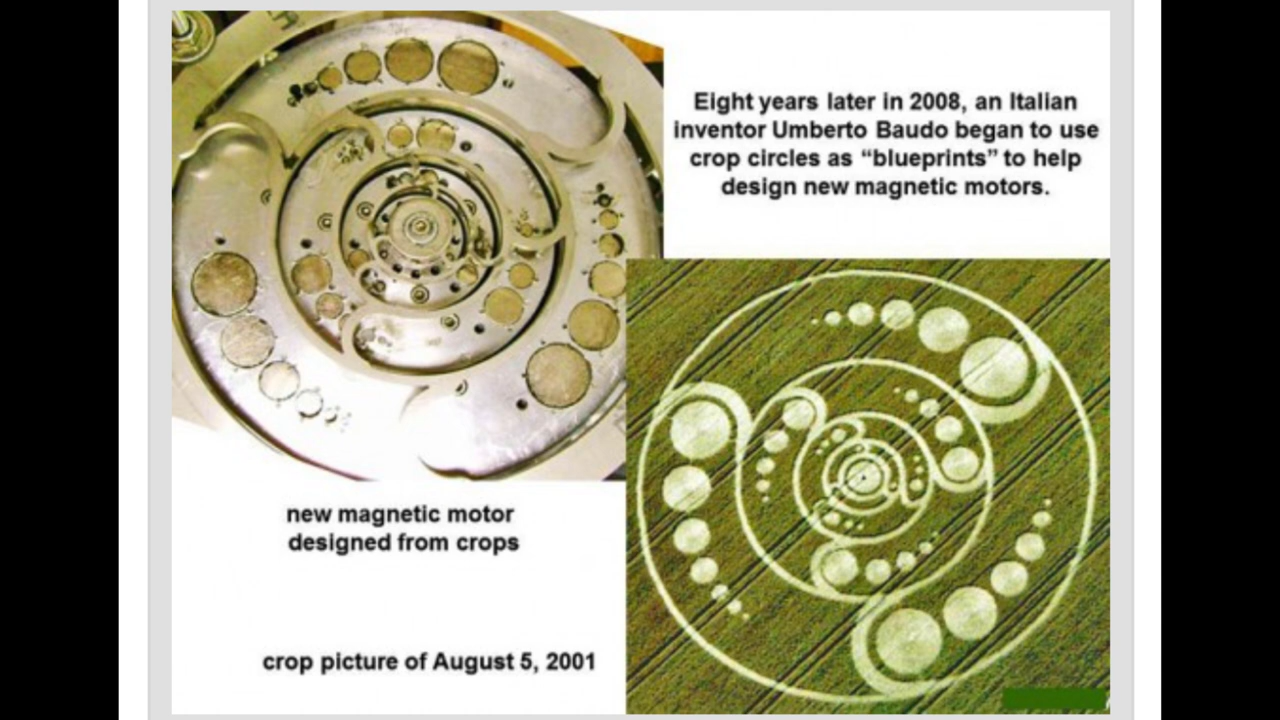 Eight years later in 2008, an Italian
inventor Umberto Baudo began to use
crop circles as “blueprints” to help
design new magnetic motors.
new magnetic motor
designed from crops
crop picture of August 5, 2001